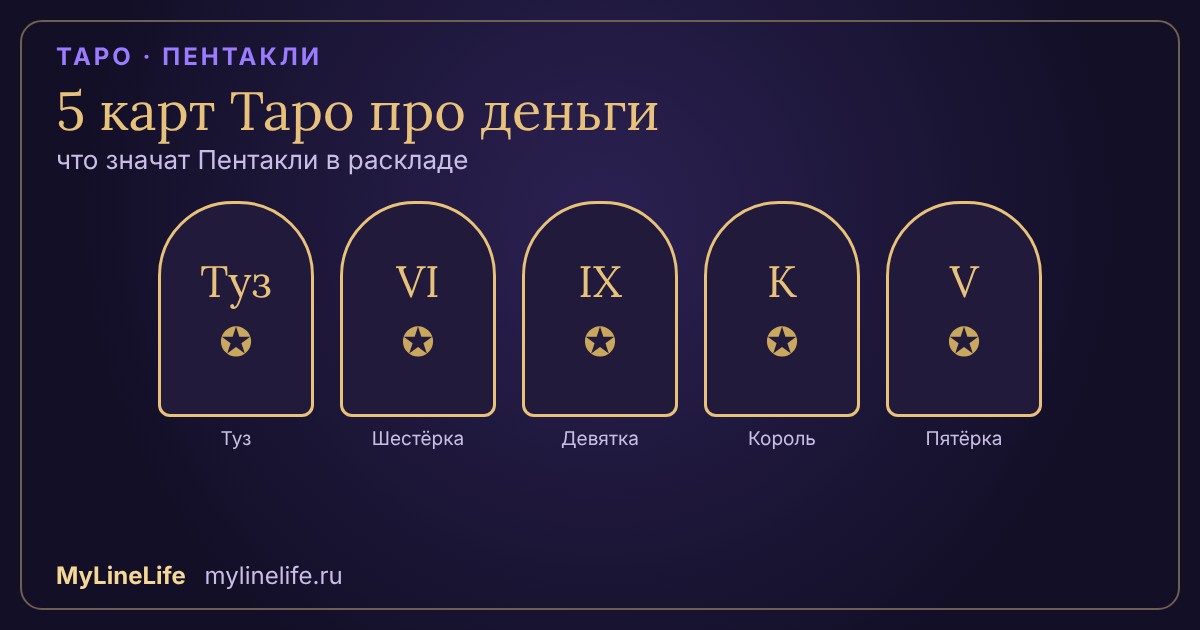 ТАРО · ПЕНТАКЛИ
5 карт Таро про деньги
что значат Пентакли в раскладе
Туз VI IX К V
Туз Шестёрка Девятка Король Пятёрка
MyLineLife mylinelife.ru